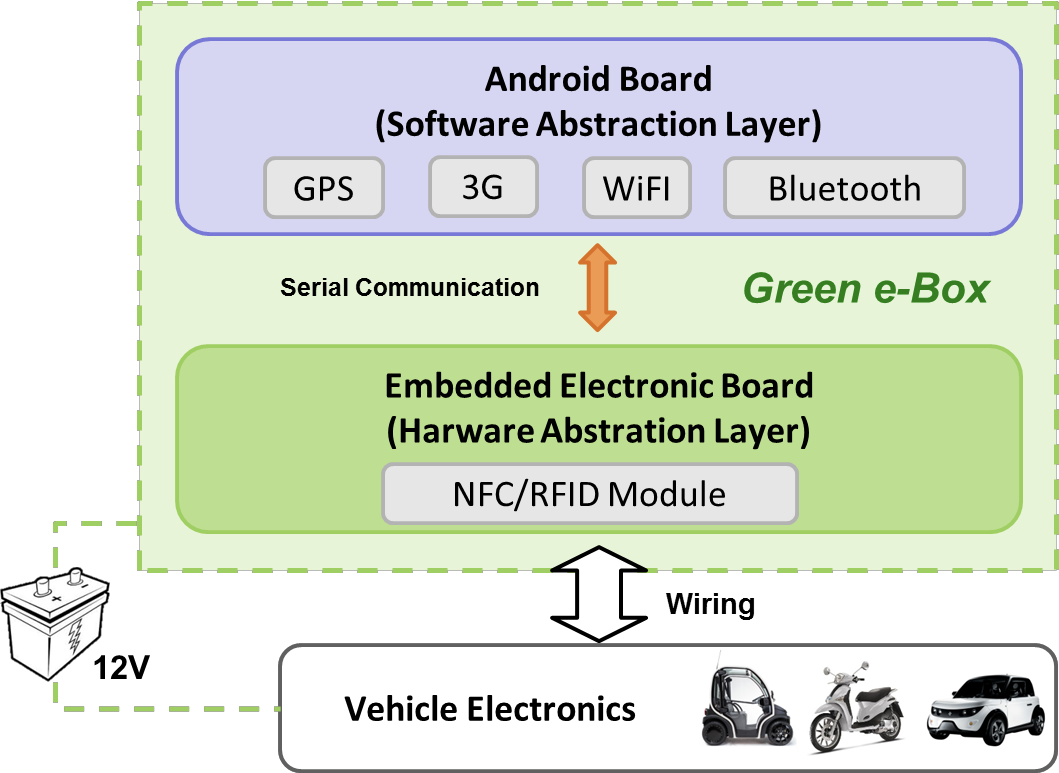 Android Board
(Software Abstraction Layer)
GPS
3G
WiFI
Bluetooth
Serial Communication
Green e-Box
Embedded Electronic Board
(Harware Abstration Layer)
NFC/RFID Module
Wiring
+ -
12V
Vehicle Electronics